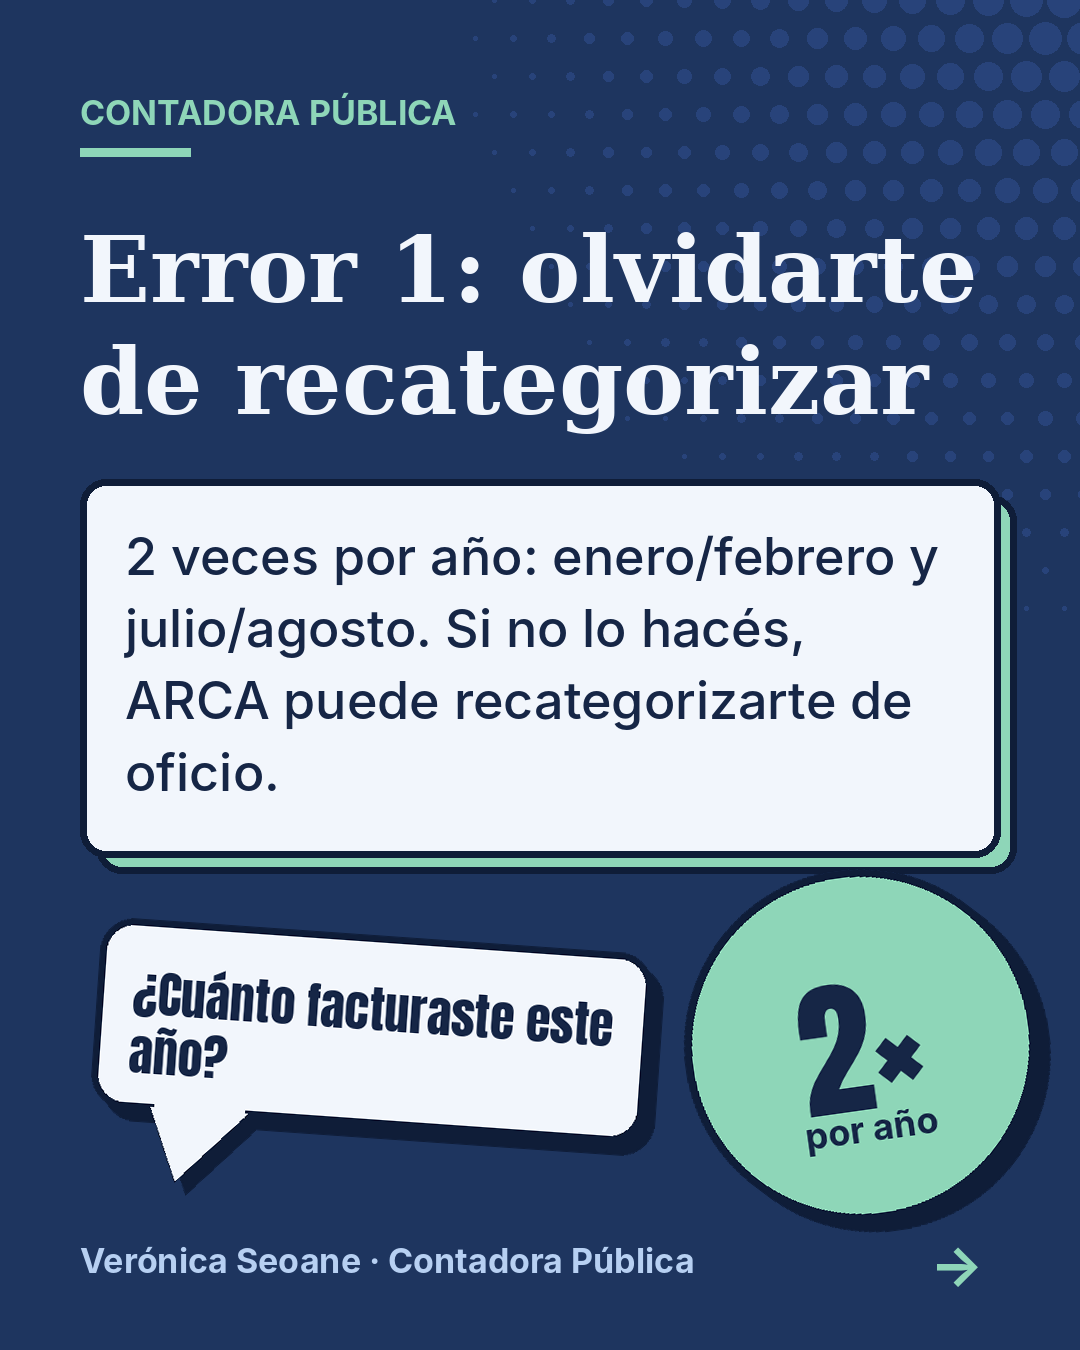 CONTADORA PÚBLICA
Error 1: olvidarte
de recategorizar
2 veces por año: enero/febrero y
julio/agosto. Si no lo hacés,
ARCA puede recategorizarte de
oficio.
¿Cuánto facturaste este
año?
2×
por año
Verónica Seoane · Contadora Pública
→